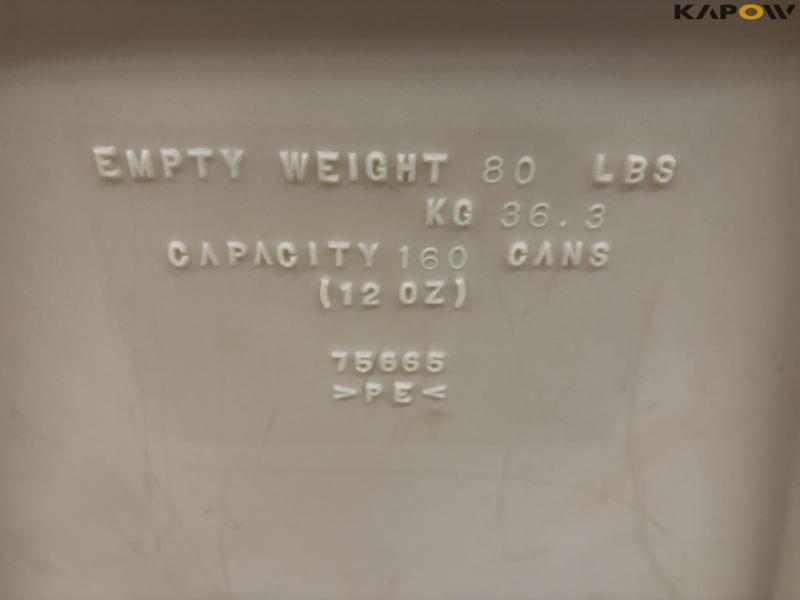 KAPOW
EMPTY WEIGHT 80 LBS
KG 36.3
CAPACITY 160 CANS
(12 OZ)
75665
>PE<